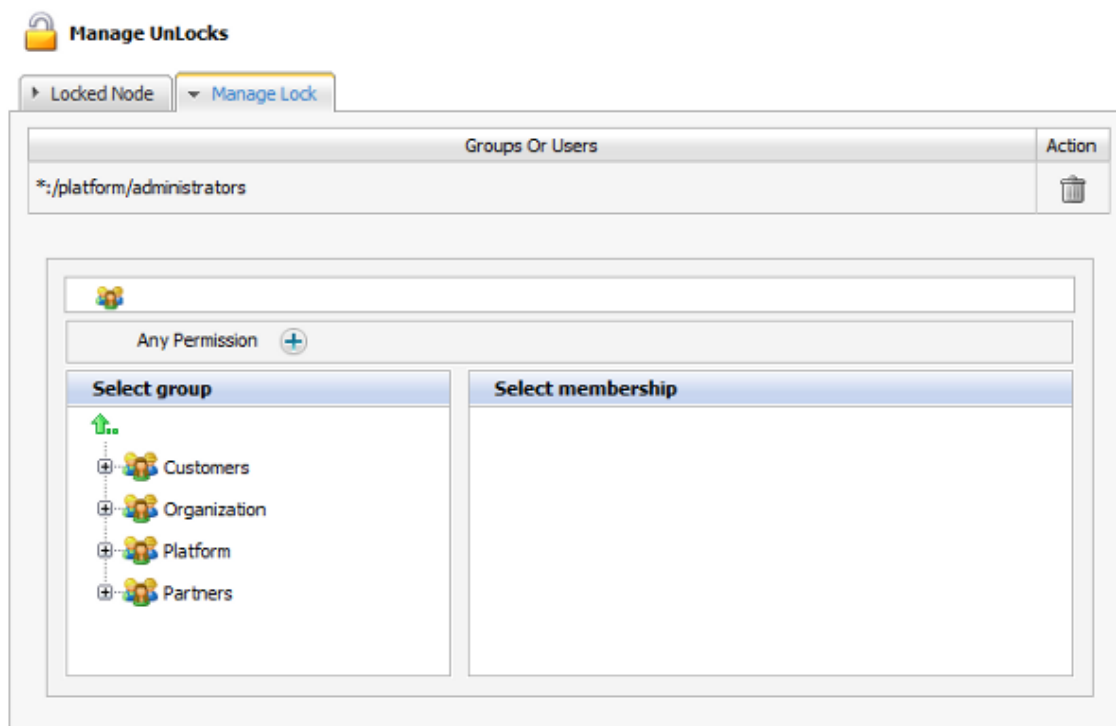 Manage UnLocks
Locked Node Manage Lock
Groups Or Users Action
*:/platform/administrators
Any Permission
Select group Select membership
Customers
Organization
Platform
Partners